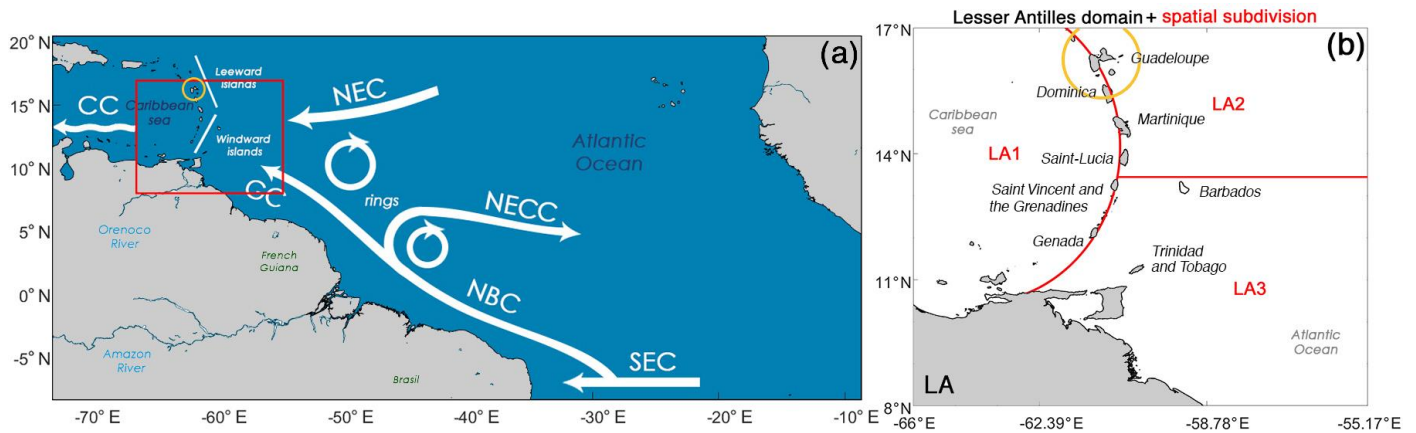 (a)
20° N
15° N
10° N
5° N
0° N
-5° N
-70° E
-60° E
-50° E
-40° E
-30° E
-20° E
-10° E
Leeward
islands
CC
Caribbean
sea
Windward
islands
NEC
Atlantic
Ocean
CC
rings
NECC
Orenoco
River
French
Guiana
NBC
Amazon
River
SEC
Brasil
Lesser Antilles domain + spatial subdivision
(b)
17°N
14°N
11°N
8°N
-66°E
-62.39°E
-58.78°E
-55.17°E
Guadeloupe
Dominica
LA2
Caribbean
sea
Martinique
LA1
Saint-Lucia
Saint Vincent and
the Grenadines
Barbados
Genada
Trinidad
and Tobago
LA3
Atlantic
Ocean
LA